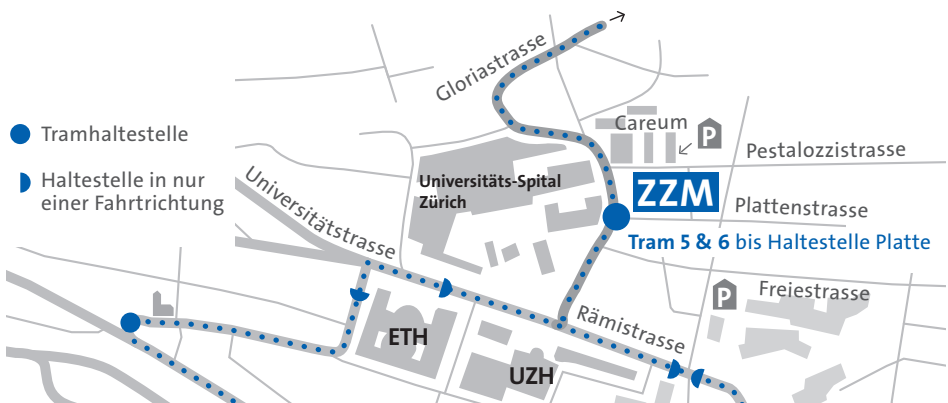 Gloriastrasse
Tramhaltestelle
Haltestelle in nur
einer Fahrtrichtung
Careum
P
Pestalozzistrasse
Universitäts-Spital
Zürich
ZZM
Plattenstrasse
Universitätstrasse
Tram 5 & 6 bis Haltestelle Platte
P
Freiestrasse
Rämistrasse
ETH
UZH